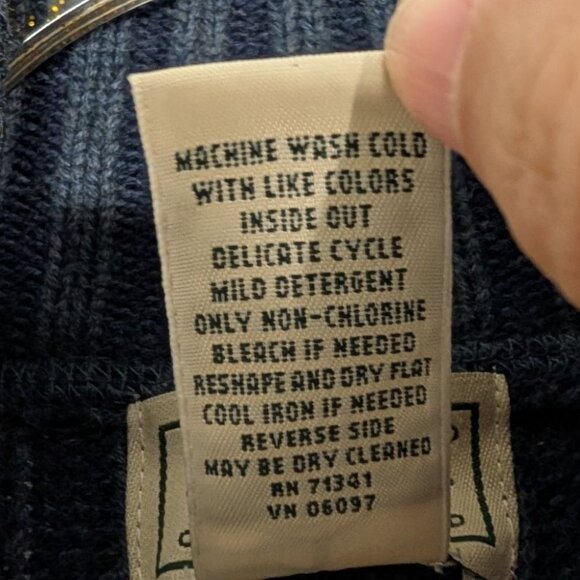 MACHINE WASH COLD
WITH LIKE COLORS
INSIDE OUT
DELICATE CYCLE
MILD DETERGENT
ONLY NON-CHLORINE
BLEACH IF NEEDED
RESHAPE AND DRY FLAT
COOL IRON IF NEEDED
REVERSE SIDE
MAY BE DRY CLEANED
RN 71341
VN 06097